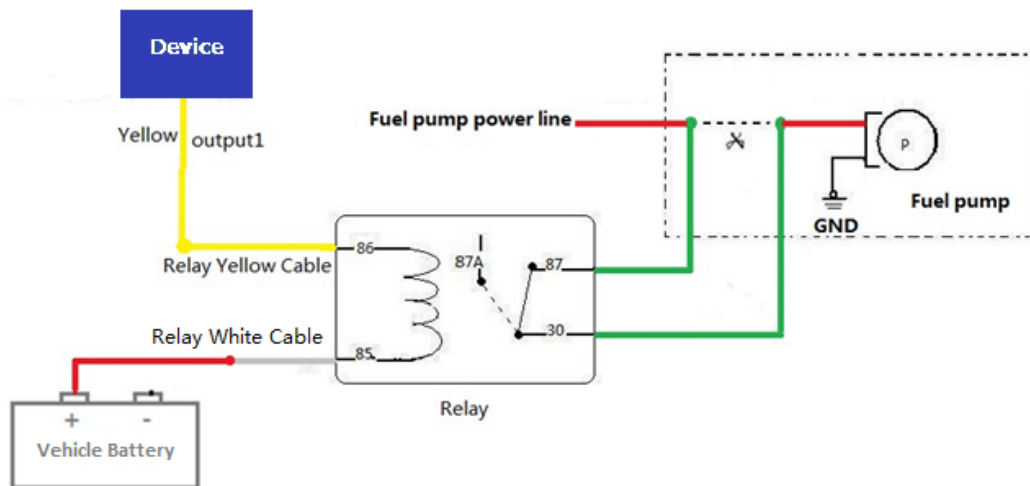 Device
Yellow
output1
Fuel pump power line
P
Fuel pump
GND
86
87A
87
Relay Yellow Cable
30
Relay White Cable
85
Relay
+
-
Vehicle Battery